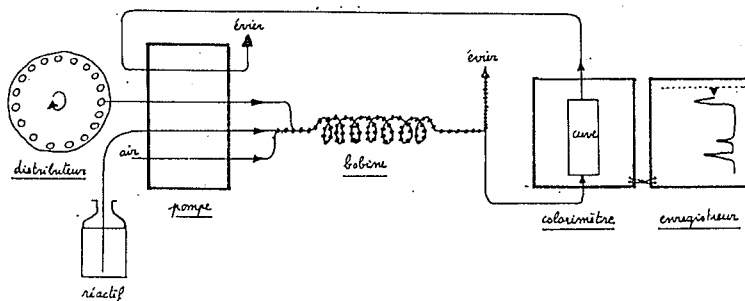 évier
évier
air
cuve
distributeur
bobine
pompe
colorimètre
enregistreur
réactif